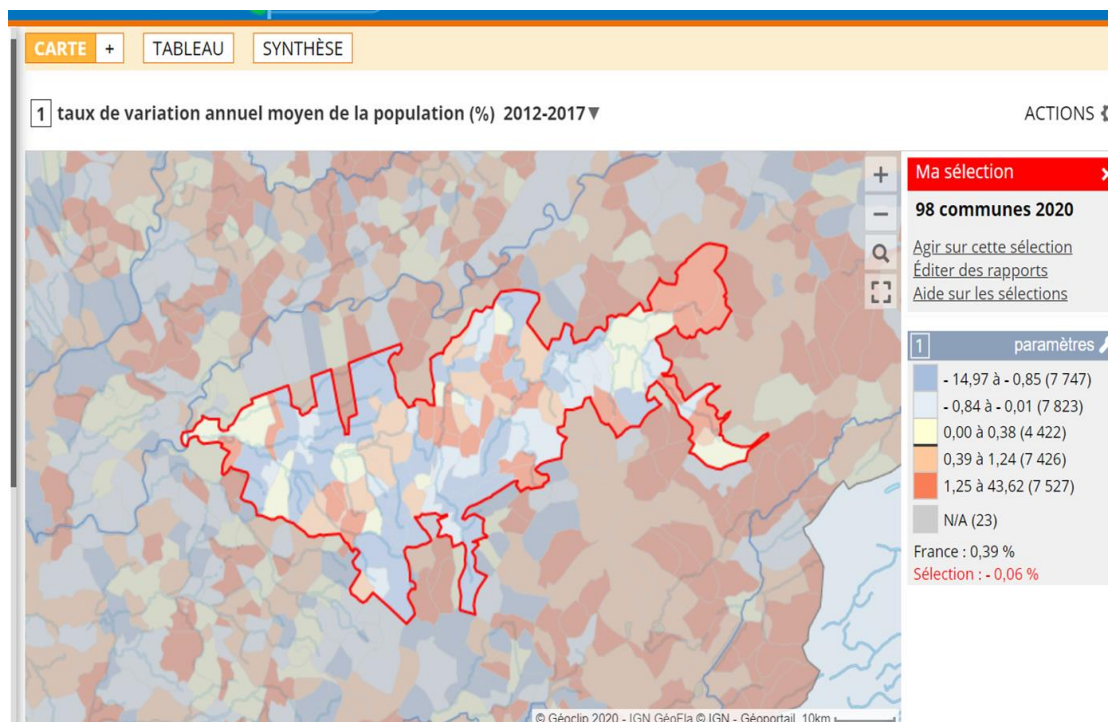 CARTE + TABLEAU SYNTHÈSE
1 taux de variation annuel moyen de la population (%) 2012-2017▼
ACTIONS
+
−
Ma sélection ×
98 communes 2020
Agir sur cette sélection
Éditer des rapports
Aide sur les sélections
1 paramètres
- 14,97 à - 0,85 (7 747)
- 0,84 à - 0,01 (7 823)
0,00 à 0,38 (4 422)
0,39 à 1,24 (7 426)
1,25 à 43,62 (7 527)
N/A (23)
France : 0,39 %
Sélection : - 0,06 %
© Géoclip 2020 - IGN GéoFla © IGN - Géoportail 10km